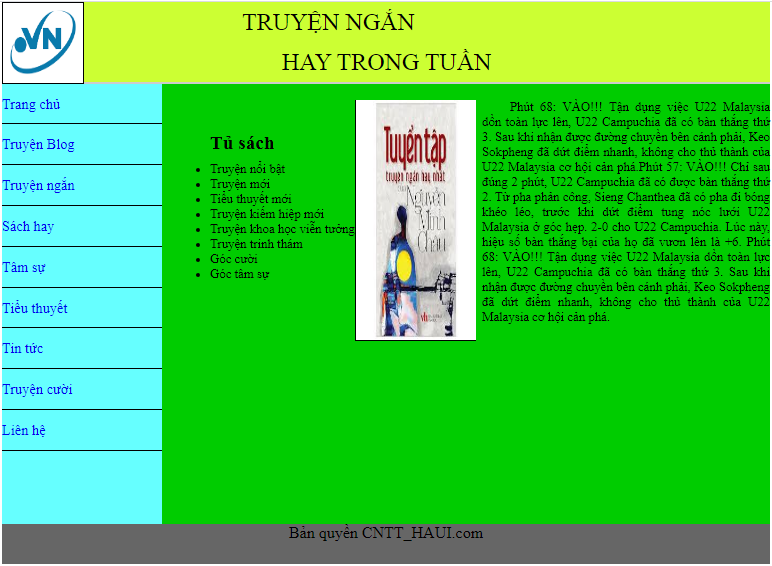 .VN
TRUYỆN NGẮN
HAY TRONG TUẦN
Trang chủ
Truyện Blog
Truyện ngắn
Sách hay
Tâm sự
Tiểu thuyết
Tin tức
Truyện cười
Liên hệ
Tủ sách
Truyện nổi bật
Truyện mới
Tiểu thuyết mới
Truyện kiếm hiệp mới
Truyện khoa học viễn tưởng
Truyện trinh thám
Góc cười
Góc tâm sự
Tuyển tập
truyện ngắn hay nhất
Nguyễn
Minh
Châu
Phút 68: VÀO!!! Tận dụng việc U22 Malaysia
dồn toàn lực lên, U22 Campuchia đã có bàn thắng thứ
3. Sau khi nhận được đường chuyền bên cánh phải, Keo
Sokpheng đã dứt điểm nhanh, không cho thủ thành của
U22 Malaysia cơ hội cản phá.Phút 57: VÀO!!! Chỉ sau
đúng 2 phút, U22 Campuchia đã có được bàn thắng thứ
2. Từ pha phản công, Sieng Chanthea đã có pha đi bóng
khéo léo, trước khi dứt điểm tung nóc lưới U22
Malaysia ở góc hẹp. 2-0 cho U22 Campuchia. Lúc này,
hiệu số bàn thắng bại của họ đã vươn lên là +6. Phút
68: VÀO!!! Tận dụng việc U22 Malaysia dồn toàn lực
lên, U22 Campuchia đã có bàn thắng thứ 3. Sau khi
nhận được đường chuyền bên cánh phải, Keo Sokpheng
đã dứt điểm nhanh, không cho thủ thành của U22
Malaysia cơ hội cản phá.
Bản quyền CNTT_HAUI.com